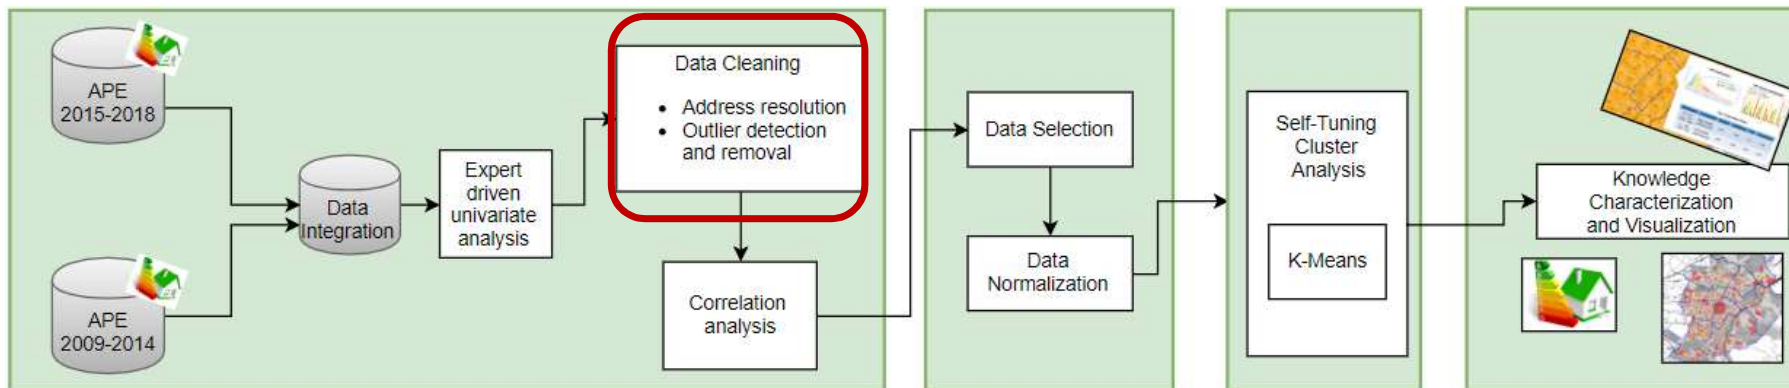 APE
2015-2018
APE
2009-2014
Data
Integration
Expert
driven
univariate
analysis
Data Cleaning
• Address resolution
• Outlier detection
and removal
Correlation
analysis
Data Selection
Data
Normalization
Self-Tuning
Cluster
Analysis
K-Means
Knowledge
Characterization
and Visualization